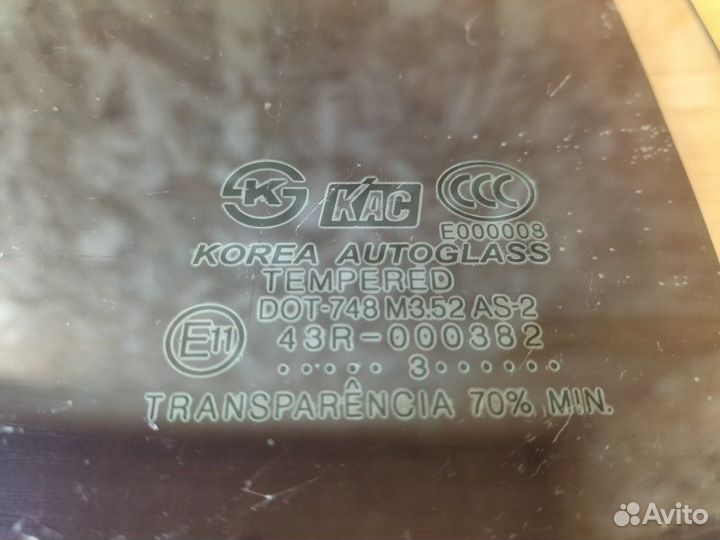 K KAC CCC
E000008
KOREA AUTOGLASS
TEMPERED
DOT-748 M3.52 AS-2
E11 43R-000382
..... 3......
TRANSPARÊNCIA 70% MIN.
Avito